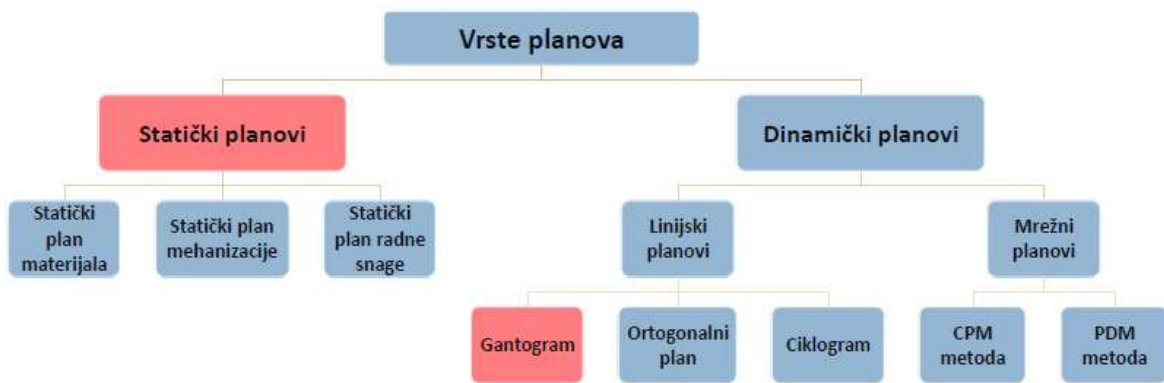 Vrste planova
Statički planovi
Dinamički planovi
Statički
plan
materijala
Statički plan
mehanizacije
Statički
plan radne
snage
Linijski
planovi
Mrežni
planovi
Gantogram
Ortogonalni
plan
Ciklogram
CPM
metoda
PDM
metoda